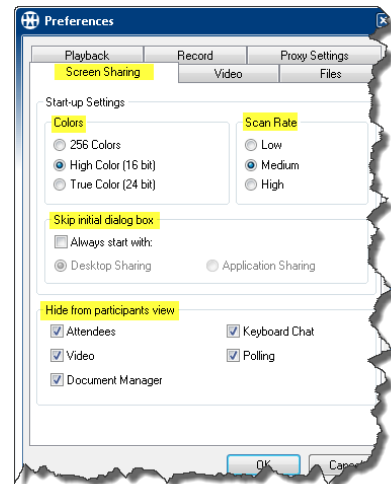 Preferences
Playback Record Proxy Settings
Screen Sharing Video Files
Start-up Settings
Colors Scan Rate
256 Colors Low
High Color (16 bit) Medium
True Color (24 bit) High
Skip initial dialog box
Always start with:
Desktop Sharing Application Sharing
Hide from participants view
Attendees Keyboard Chat
Video Polling
Document Manager
OK